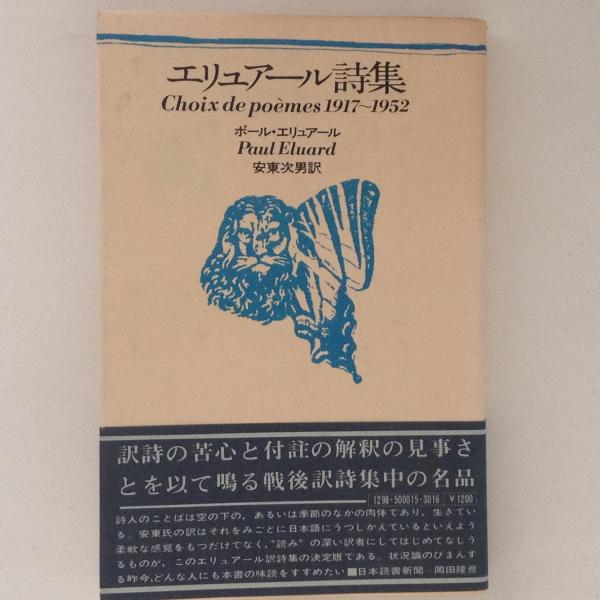 エリュアール詩集
Choix de poèmes 1917〜1952
ポール・エリュアール
Paul Eluard
安東次男訳
訳詩の苦心と付註の解釈の見事さ
とを以て鳴る戦後訳詩集中の名品
1298-500015-3016 ¥1200
詩人のことばは空の下の，あるいは季節のなかの肉体であり，生きてい
る。安東氏の訳はそれをみごとに日本語にうつしかえているといえよう
柔軟な感覚をもつだけでなく，“読み”の深い訳者にしてはじめてなしう
るものが，このエリュアール訳詩集の決定版である。状況論のびまんす
る昨今，どんな人にも本書の味読をすすめたい■日本読書新聞 岡田隆彦